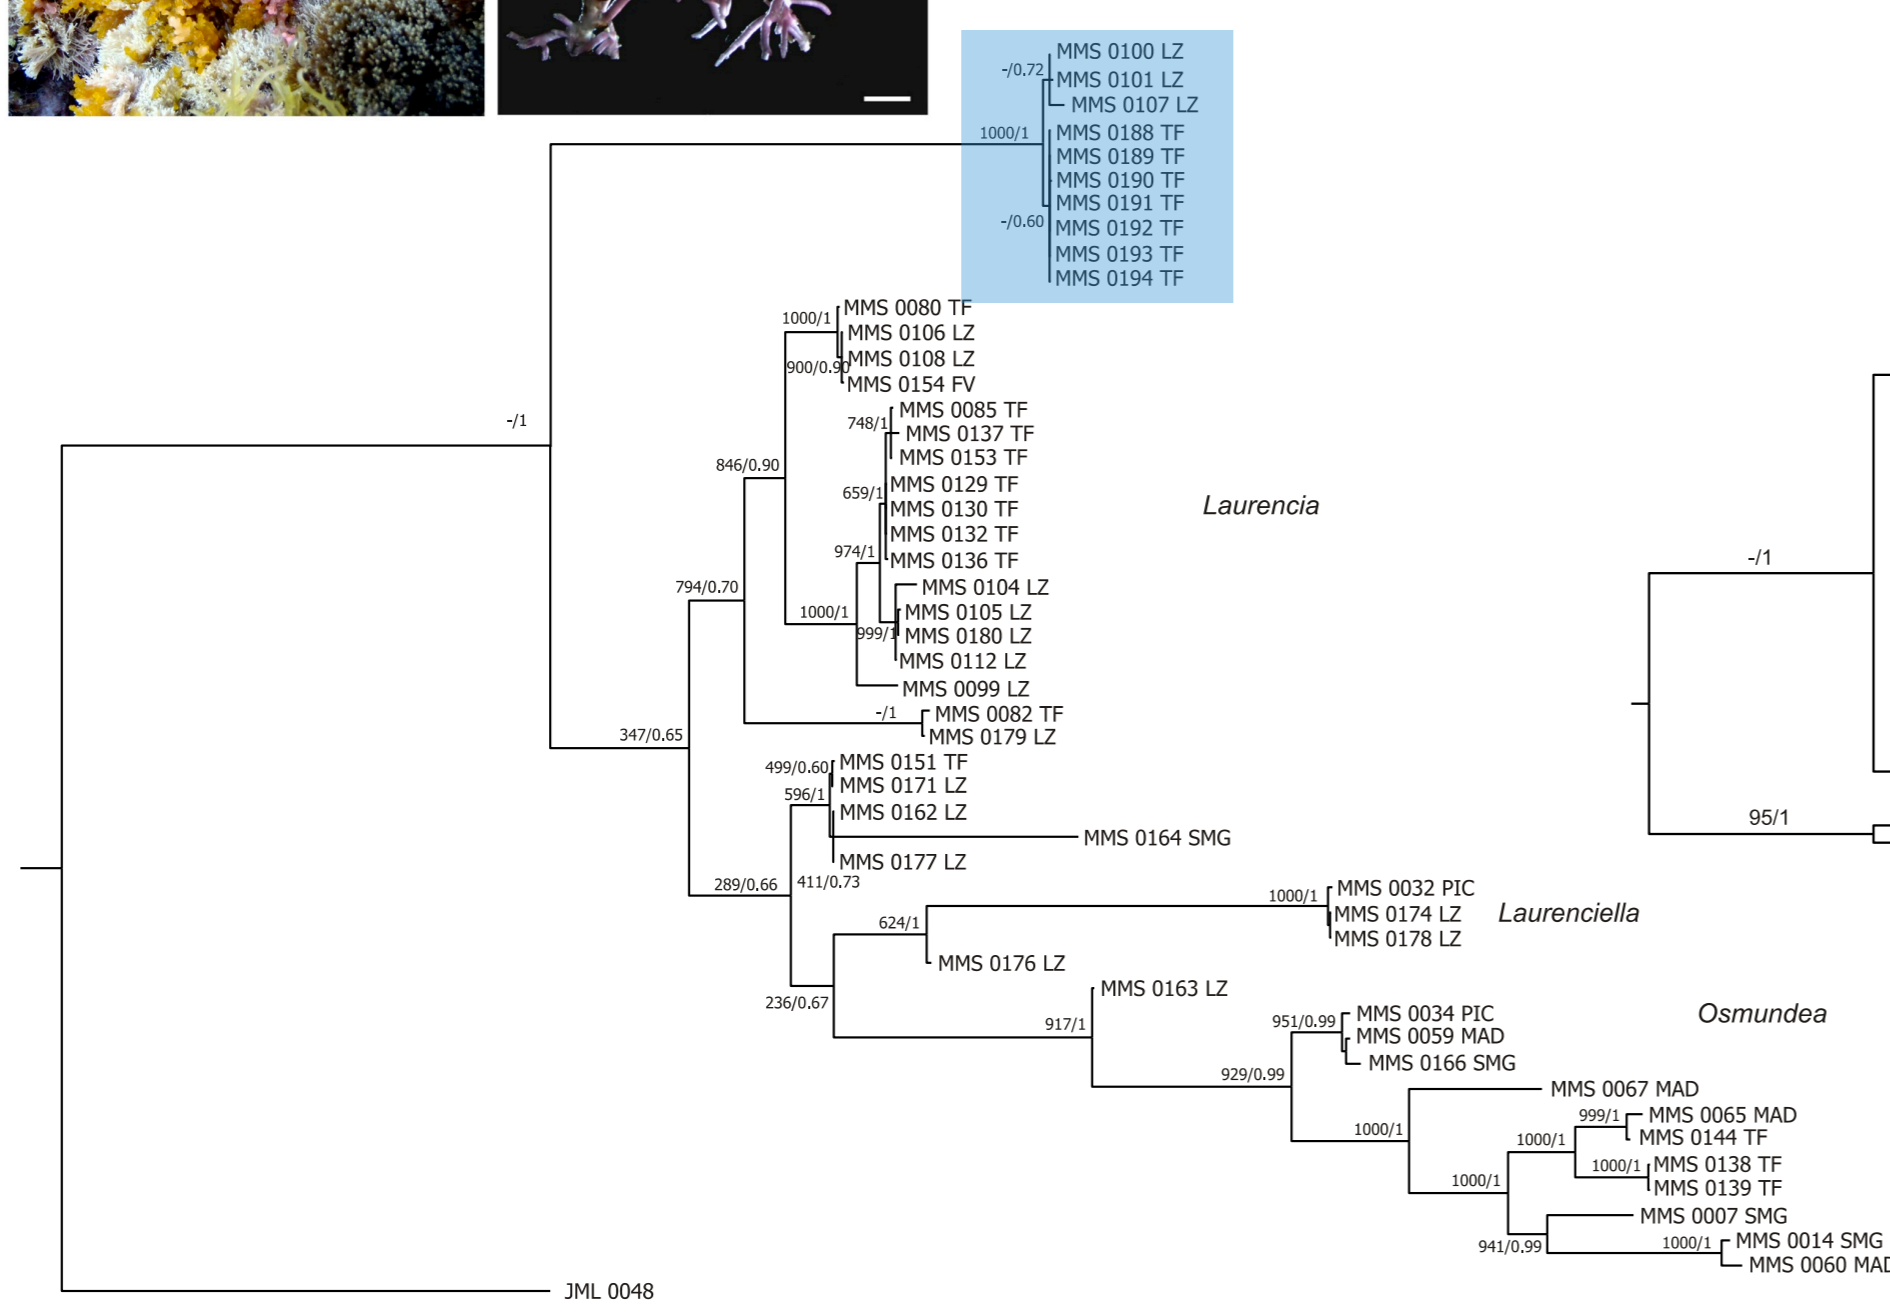 MMS 0100 LZ
-/0.72
MMS 0101 LZ
MMS 0107 LZ
1000/1
MMS 0188 TF
MMS 0189 TF
MMS 0190 TF
MMS 0191 TF
-/0.60
MMS 0192 TF
MMS 0193 TF
MMS 0194 TF
MMS 0080 TF
1000/1
MMS 0106 LZ
MMS 0108 LZ
900/0.90
MMS 0154 FV
MMS 0085 TF
-/1
748/1
MMS 0137 TF
MMS 0153 TF
846/0.90
MMS 0129 TF
659/1
MMS 0130 TF
Laurencia
MMS 0132 TF
974/1
MMS 0136 TF
-/1
794/0.70
MMS 0104 LZ
1000/1
MMS 0105 LZ
999/1
MMS 0180 LZ
MMS 0112 LZ
MMS 0099 LZ
-/1
MMS 0082 TF
347/0.65
MMS 0179 LZ
499/0.60
MMS 0151 TF
MMS 0171 LZ
596/1
MMS 0162 LZ
95/1
MMS 0164 SMG
MMS 0177 LZ
289/0.66
411/0.73
1000/1
MMS 0032 PIC
MMS 0174 LZ
Laurenciella
624/1
MMS 0178 LZ
MMS 0176 LZ
MMS 0163 LZ
236/0.67
MMS 0034 PIC
Osmundea
917/1
951/0.99
MMS 0059 MAD
MMS 0166 SMG
929/0.99
MMS 0067 MAD
999/1
MMS 0065 MAD
1000/1
1000/1
MMS 0144 TF
1000/1
MMS 0138 TF
1000/1
MMS 0139 TF
MMS 0007 SMG
941/0.99
1000/1
MMS 0014 SMG
MMS 0060 MAD
JML 0048